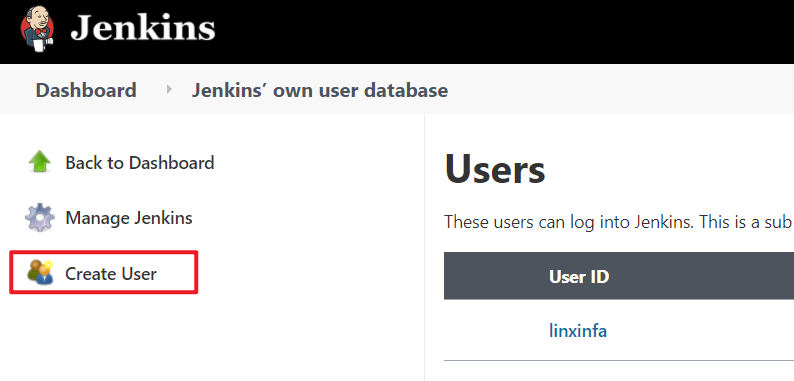 Jenkins
Dashboard Jenkins’ own user database
Back to Dashboard
Manage Jenkins
Create User
Users
These users can log into Jenkins. This is a sub
User ID
linxinfa